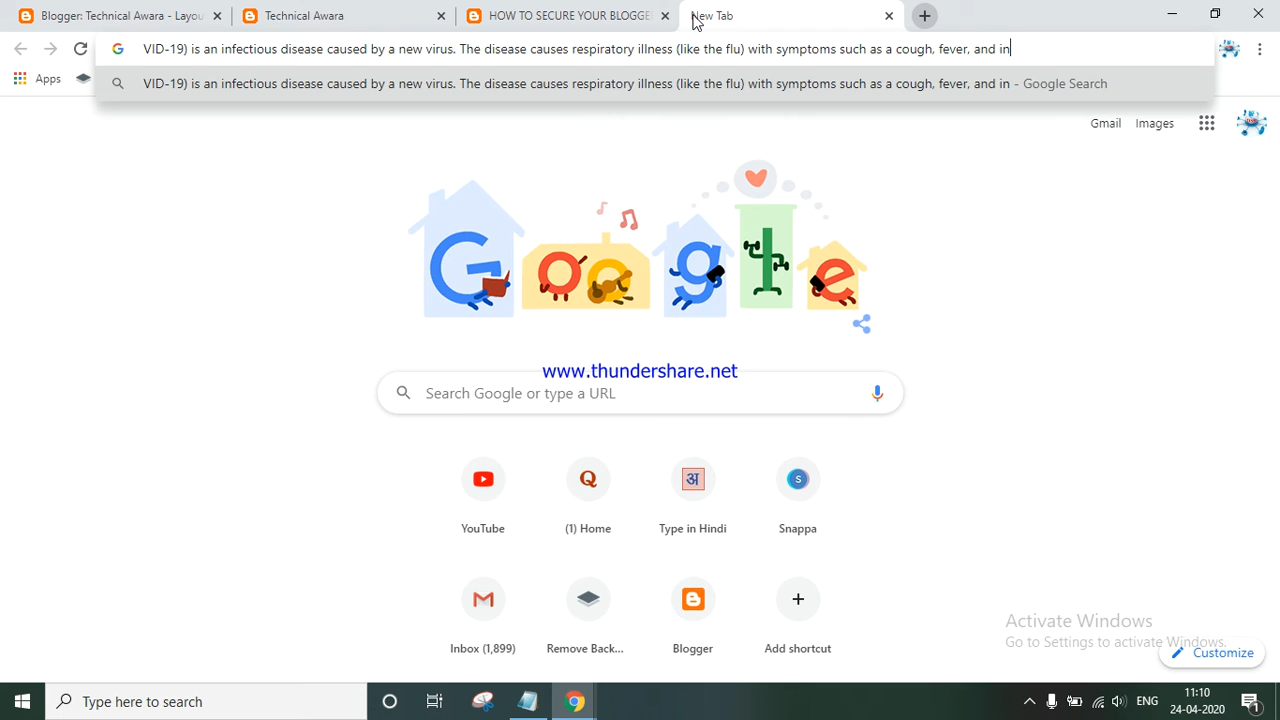 Blogger: Technical Awara - Layou
Technical Awara
HOW TO SECURE YOUR BLOGGE
New Tab
VID-19) is an infectious disease caused by a new virus. The disease causes respiratory illness (like the flu) with symptoms such as a cough, fever, and in
Apps
VID-19) is an infectious disease caused by a new virus. The disease causes respiratory illness (like the flu) with symptoms such as a cough, fever, and in - Google Search
Gmail
Images
Google
www.thundershare.net
Search Google or type a URL
YouTube
(1) Home
Type in Hindi
Snappa
Inbox (1,899)
Remove Back...
Blogger
Add shortcut
Activate Windows
Go to Settings to activate Windows.
Customize
Type here to search
ENG
11:10
24-04-2020